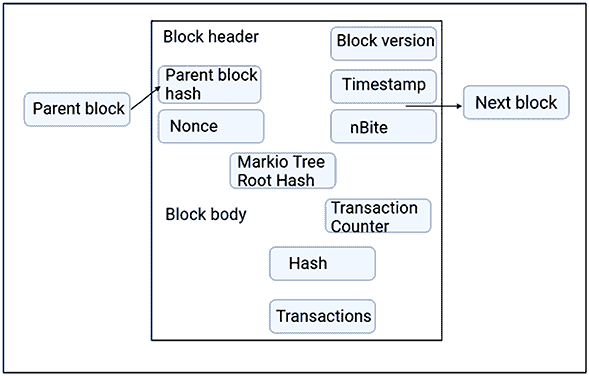 Block header
Block version
Parent block
Parent block
hash
Timestamp
Next block
Nonce
nBite
Markio Tree
Root Hash
Block body
Transaction
Counter
Hash
Transactions